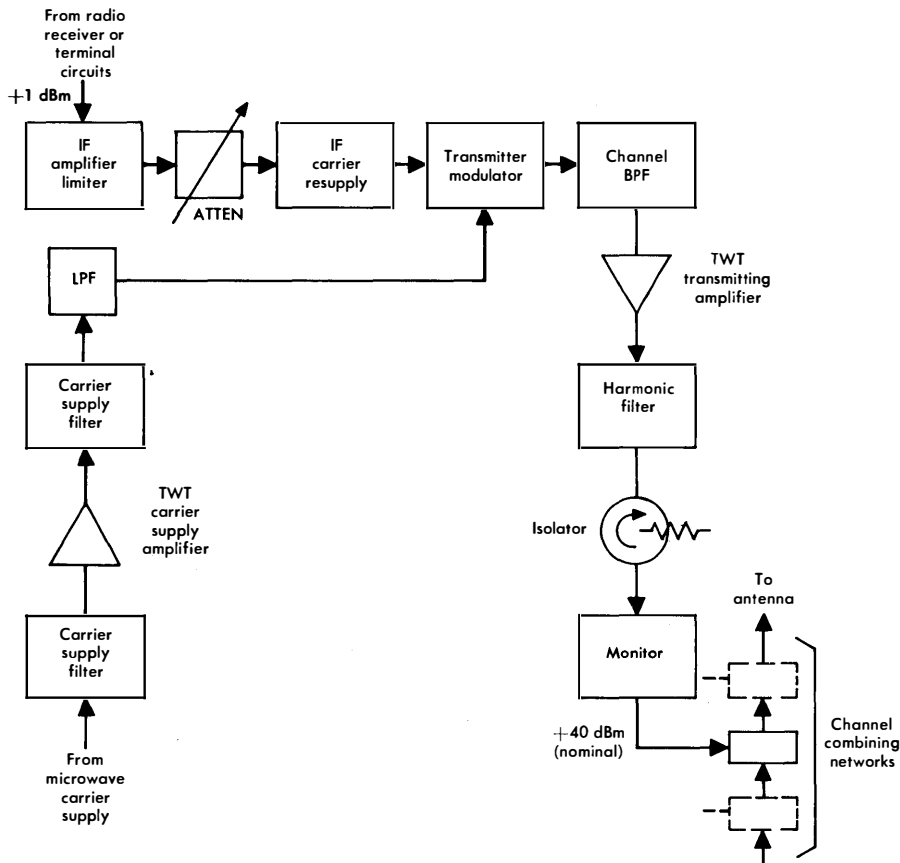 From radio
receiver or
terminal
circuits
+1 dBm
IF
amplifier
limiter
ATTEN
IF
carrier
resupply
Transmitter
modulator
Channel
BPF
LPF
TWT
transmitting
amplifier
Carrier
supply
filter
Harmonic
filter
TWT
carrier
supply
amplifier
Isolator
Carrier
supply
filter
Monitor
To
antenna
+40 dBm
(nominal)
Channel
combining
networks
From
microwave
carrier
supply